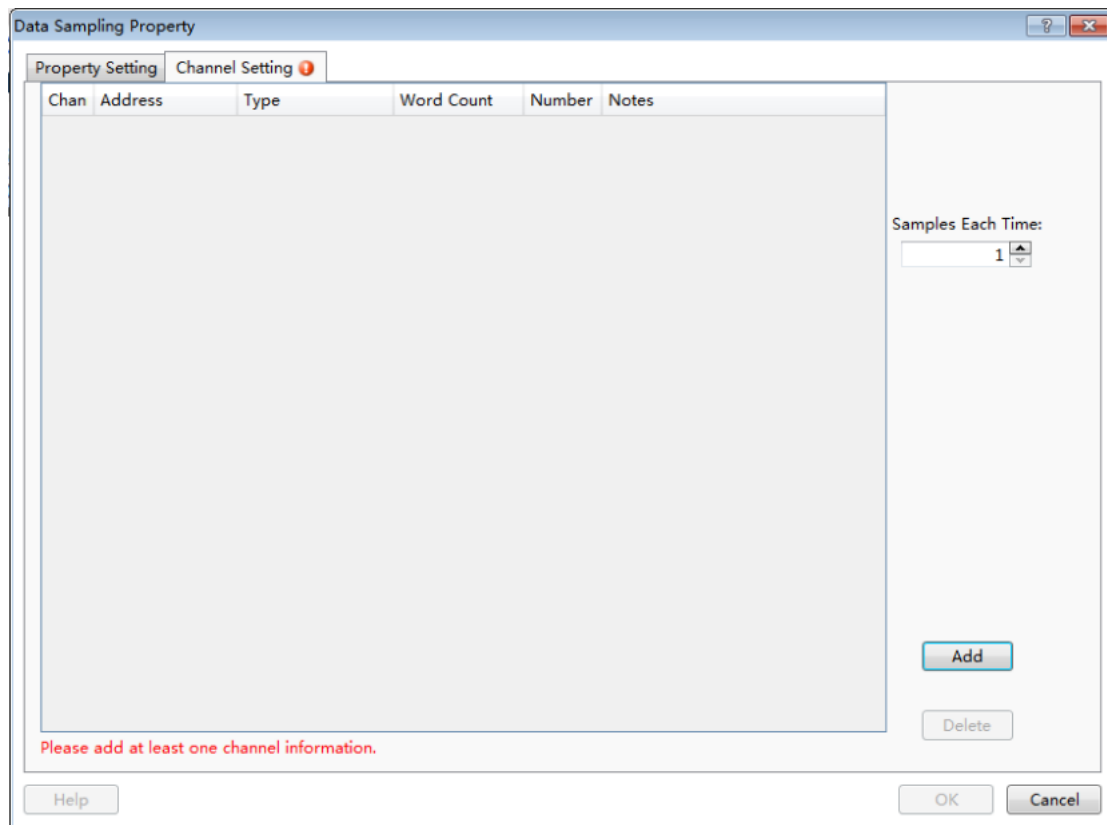 Data Sampling Property
Property Setting Channel Setting
Chan Address Type Word Count Number Notes
Samples Each Time:
1
Add
Delete
Please add at least one channel information.
Help OK Cancel